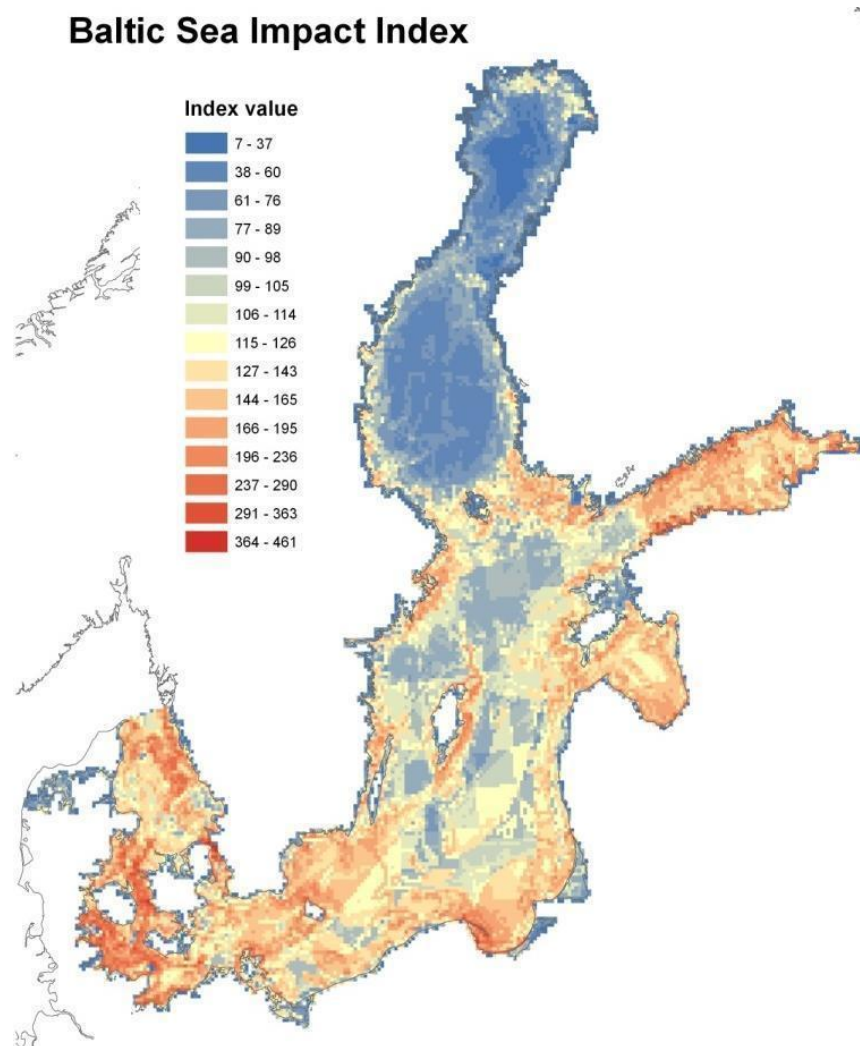 Baltic Sea Impact Index
Index value
7 - 37
38 - 60
61 - 76
77 - 89
90 - 98
99 - 105
106 - 114
115 - 126
127 - 143
144 - 165
166 - 195
196 - 236
237 - 290
291 - 363
364 - 461